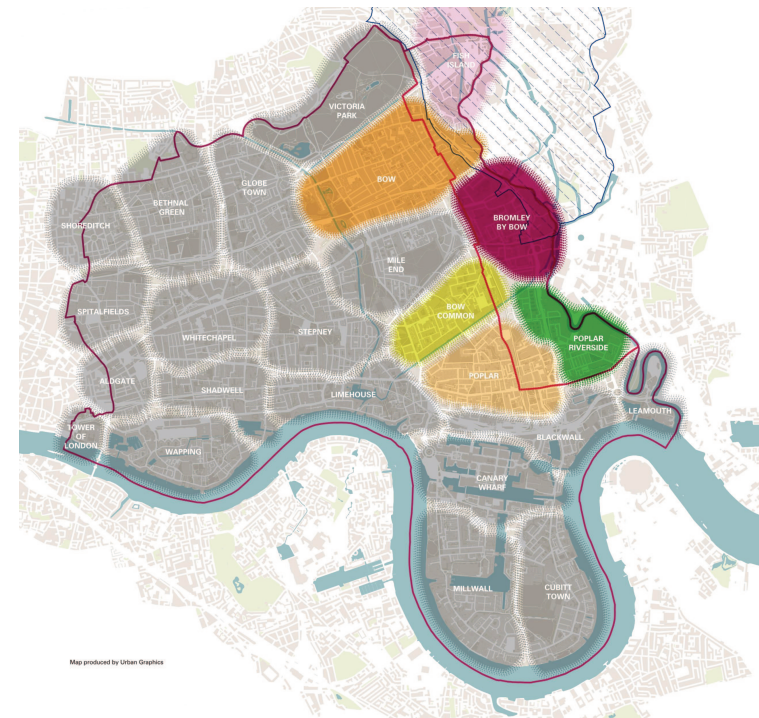 FISH
ISLAND
VICTORIA
PARK
BOW
GLOBE
TOWN
BETHNAL
GREEN
SHOREDITCH
BROMLEY
BY BOW
MILE
END
BOW
COMMON
SPITALFIELDS
WHITECHAPEL
STEPNEY
POPLAR
RIVERSIDE
ALDGATE
SHADWELL
LIMEHOUSE
POPLAR
LEAMOUTH
TOWER
OF
LONDON
WAPPING
BLACKWALL
CANARY
WHARF
MILLWALL
CUBITT
TOWN
Map produced by Urban Graphics